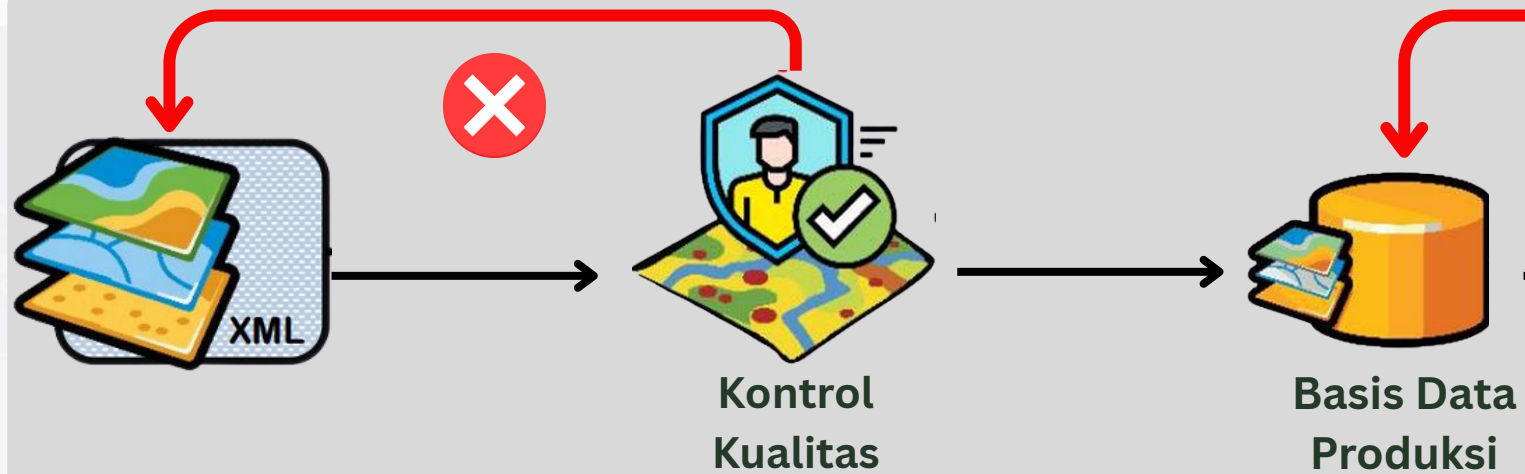 XML
Kontrol
Kualitas
Basis Data
Produksi